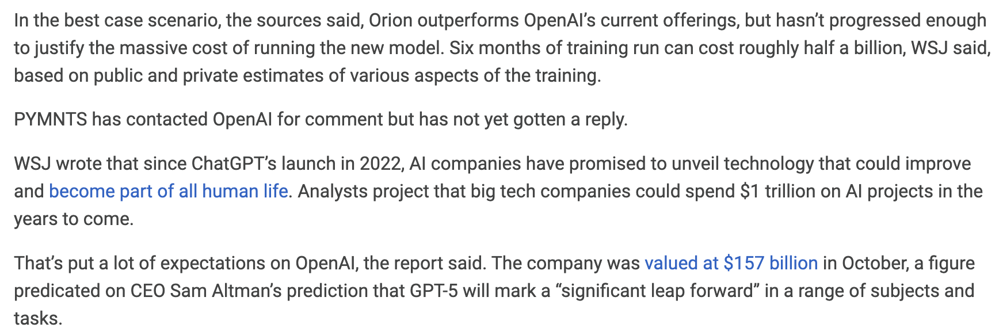 In the best case scenario, the sources said, Orion outperforms OpenAI’s current offerings, but hasn’t progressed enough
to justify the massive cost of running the new model. Six months of training run can cost roughly half a billion, WSJ said,
based on public and private estimates of various aspects of the training.
PYMNTS has contacted OpenAI for comment but has not yet gotten a reply.
WSJ wrote that since ChatGPT’s launch in 2022, AI companies have promised to unveil technology that could improve
and become part of all human life. Analysts project that big tech companies could spend $1 trillion on AI projects in the
years to come.
That’s put a lot of expectations on OpenAI, the report said. The company was valued at $157 billion in October, a figure
predicated on CEO Sam Altman’s prediction that GPT-5 will mark a “significant leap forward” in a range of subjects and
tasks.